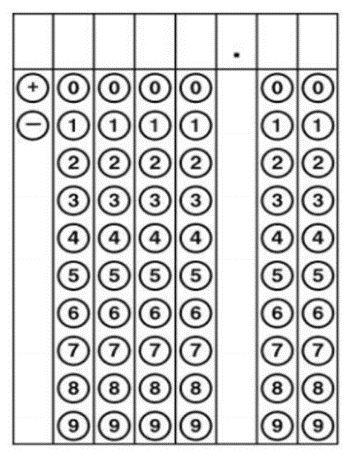 .
+ 0 0 0 0 0 0
− 1 1 1 1 1 1
2 2 2 2 2 2
3 3 3 3 3 3
4 4 4 4 4 4
5 5 5 5 5 5
6 6 6 6 6 6
7 7 7 7 7 7
8 8 8 8 8 8
9 9 9 9 9 9